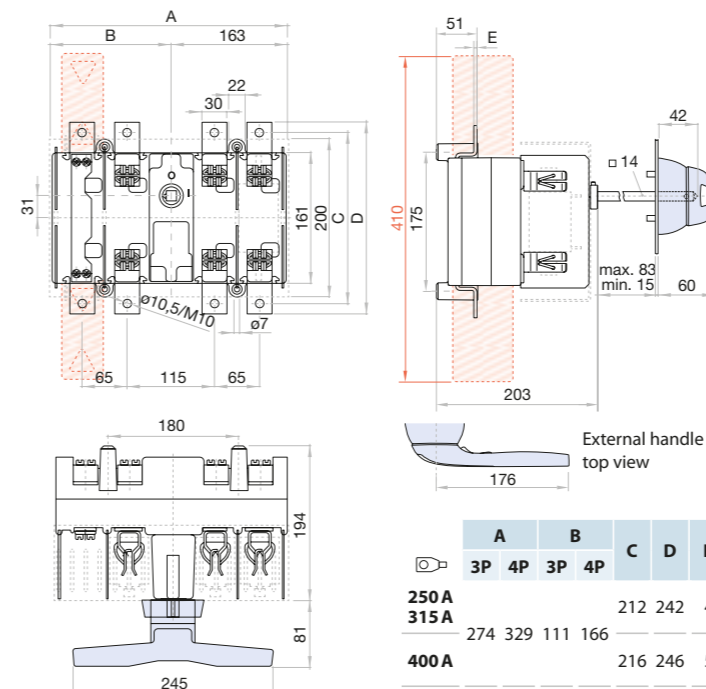 A
B
163
22
30
31
161
200
C
D
ø10,5/M10
ø7
65
115
65
51
E
42
14
410
175
max. 83
min. 15
60
203
180
194
81
245
External handle
top view
176
A B C D
3P 4P 3P 4P
250 A
315 A
212 242
274 329 111 166
400 A
216 246